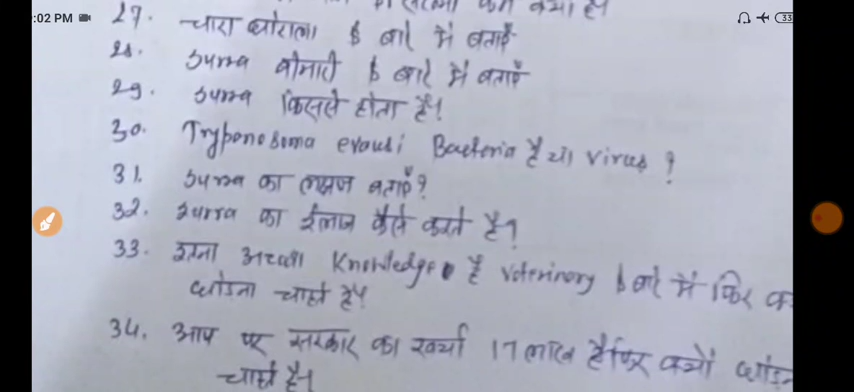 :02 PM
33
27. चारा घोटाला के बारे में बताएँ
28. surra बीमारी के बारे में बताएँ
29. surra किससे होता है।
30. Trypanosoma evansi Bacteria है या virus ?
31. surra का लक्षण बताएँ?
32. surra का ईलाज कैसे करते है।
33. इतना अच्छा Knowledge है veterinary के बारे में फिर
छोड़ना चाहते है।
34. आप पर सरकार का खर्चा 17 लाख है फिर क्यों
चाहते है।